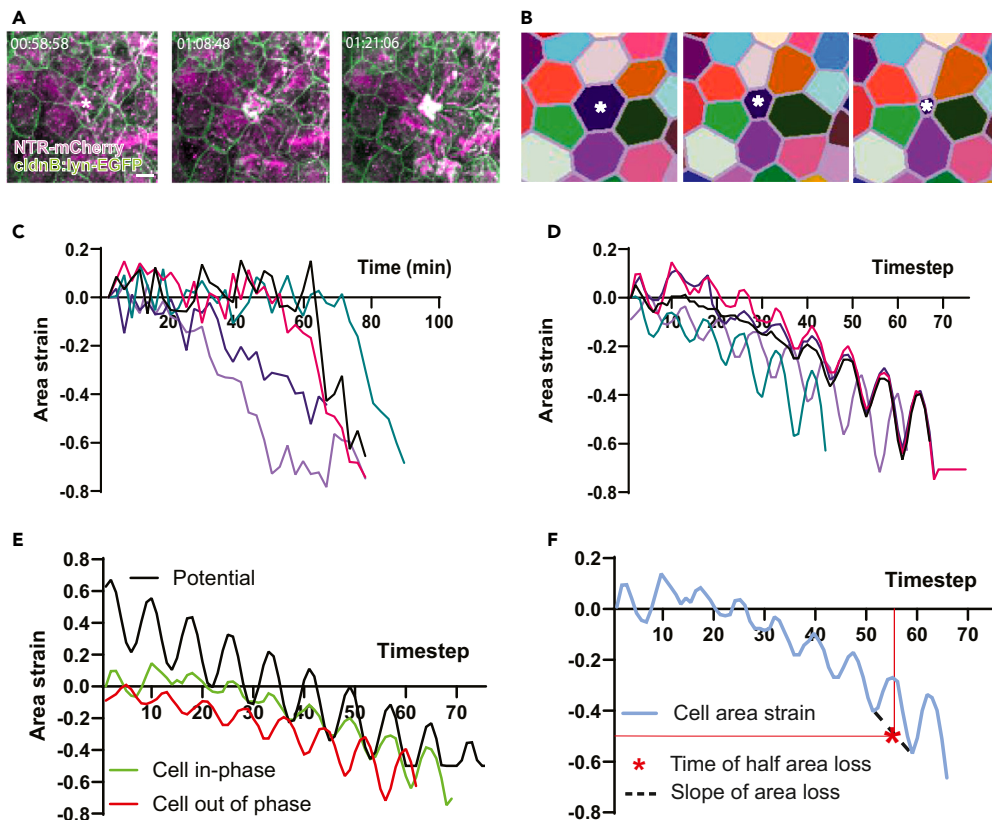 A
00:58:58
01:08:48
01:21:06
*
NTR-mCherry
cldnB:lyn-EGFP
B
*
*
*
C
0.2
0.0
-0.2
-0.4
-0.6
-0.8
Area strain
Time (min)
20
40
60
80
100
D
0.2
0.0
-0.2
-0.4
-0.6
-0.8
Area strain
Timestep
10
20
30
40
50
60
70
E
0.8
0.6
0.4
0.2
0.0
-0.2
-0.4
-0.6
-0.8
Area strain
Potential
Timestep
10
20
30
40
50
60
70
Cell in-phase
Cell out of phase
F
0.2
0.0
-0.2
-0.4
-0.6
-0.8
Area strain
Timestep
10
20
30
40
50
60
70
Cell area strain
*
* Time of half area loss
Slope of area loss